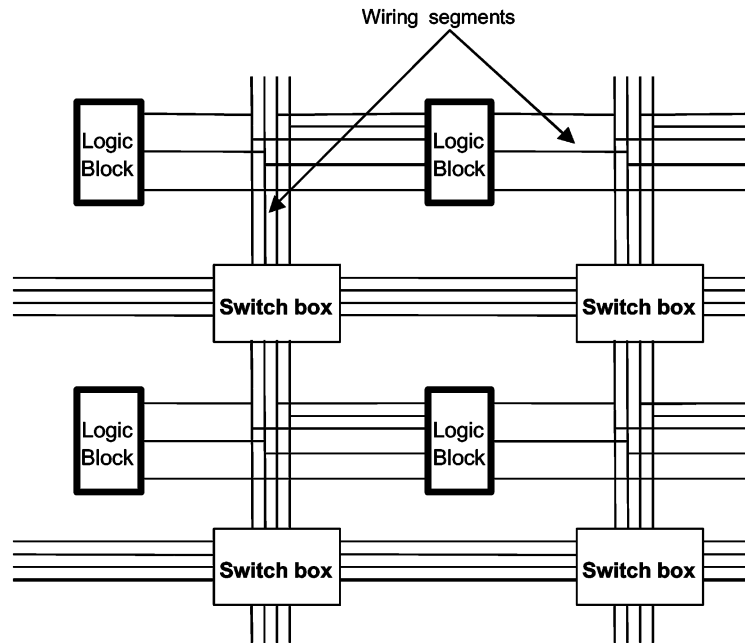 Wiring segments
Logic
Block
Logic
Block
Switch box
Switch box
Logic
Block
Logic
Block
Switch box
Switch box